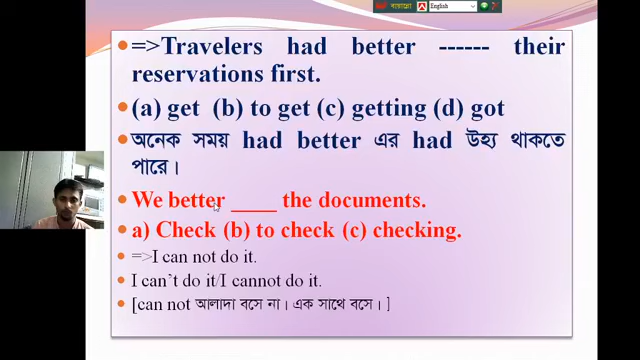 বাংলা
English
=>Travelers had better ------ their
reservations first.
(a) get (b) to get (c) getting (d) got
অনেক সময় had better এর had উহ্য থাকতে
পারে।
We better ____ the documents.
a) Check (b) to check (c) checking.
=>I can not do it.
I can't do it/I cannot do it.
[can not আলাদা বসে না। এক সাথে বসে। ]